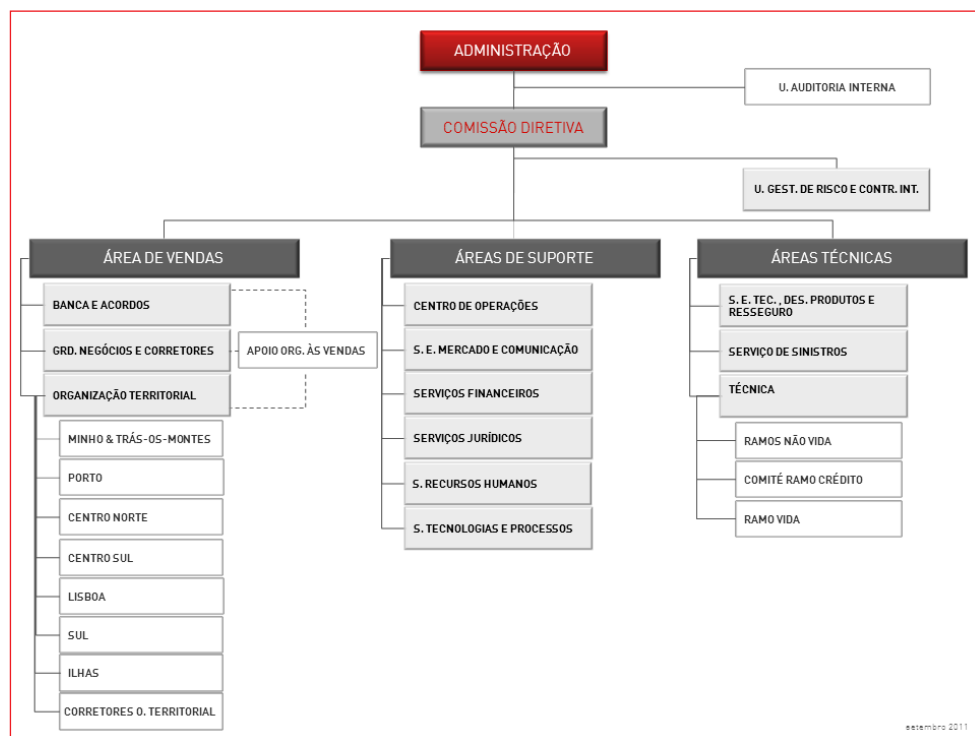 ADMINISTRAÇÃO
U. AUDITORIA INTERNA
COMISSÃO DIRETIVA
U. GEST. DE RISCO E CONTR. INT.
ÁREA DE VENDAS
BANCA E ACORDOS
GRD. NEGÓCIOS E CORRETORES
APOIO ORG. ÀS VENDAS
ORGANIZAÇÃO TERRITORIAL
MINHO & TRÁS-OS-MONTES
PORTO
CENTRO NORTE
CENTRO SUL
LISBOA
SUL
ILHAS
CORRETORES O. TERRITORIAL
ÁREAS DE SUPORTE
CENTRO DE OPERAÇÕES
S. E. MERCADO E COMUNICAÇÃO
SERVIÇOS FINANCEIROS
SERVIÇOS JURÍDICOS
S. RECURSOS HUMANOS
S. TECNOLOGIAS E PROCESSOS
ÁREAS TÉCNICAS
S. E. TEC. , DES. PRODUTOS E
RESSEGURO
SERVIÇO DE SINISTROS
TÉCNICA
RAMOS NÃO VIDA
COMITÉ RAMO CRÉDITO
RAMO VIDA
setembro 2011